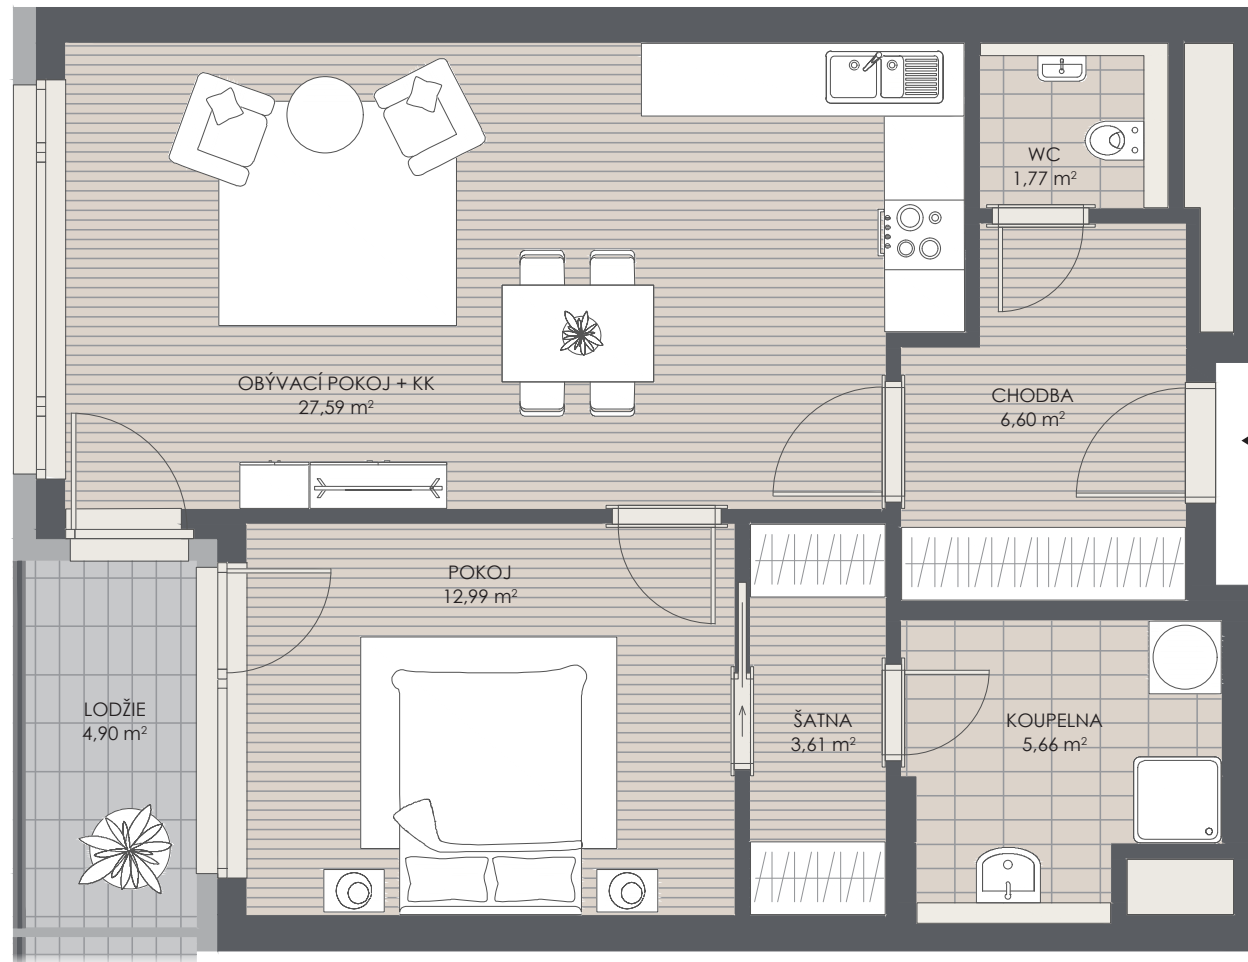 WC
1,77 m²
OBÝVACÍ POKOJ + KK
27,59 m²
CHODBA
6,60 m²
POKOJ
12,99 m²
LODŽIE
4,90 m²
ŠATNA
3,61 m²
KOUPELNA
5,66 m²